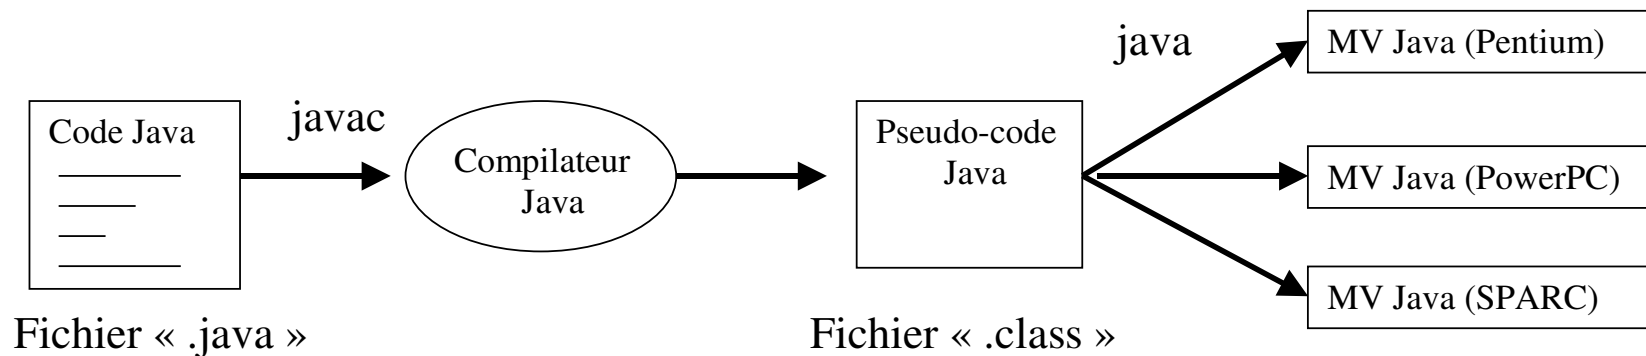 Code Java
Fichier « .java »
javac
Compilateur
Java
Pseudo-code
Java
Fichier « .class »
java
MV Java (Pentium)
MV Java (PowerPC)
MV Java (SPARC)